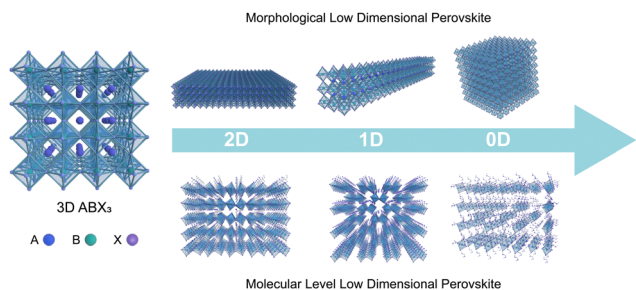 Morphological Low Dimensional Perovskite
2D
1D
0D
3D ABX₃
A
B
X
Molecular Level Low Dimensional Perovskite